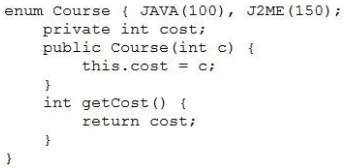 enum Course { JAVA(100), J2ME(150);
    private int cost;
    public Course(int c) {
        this.cost = c;
    }
    int getCost() {
        return cost;
    }
}